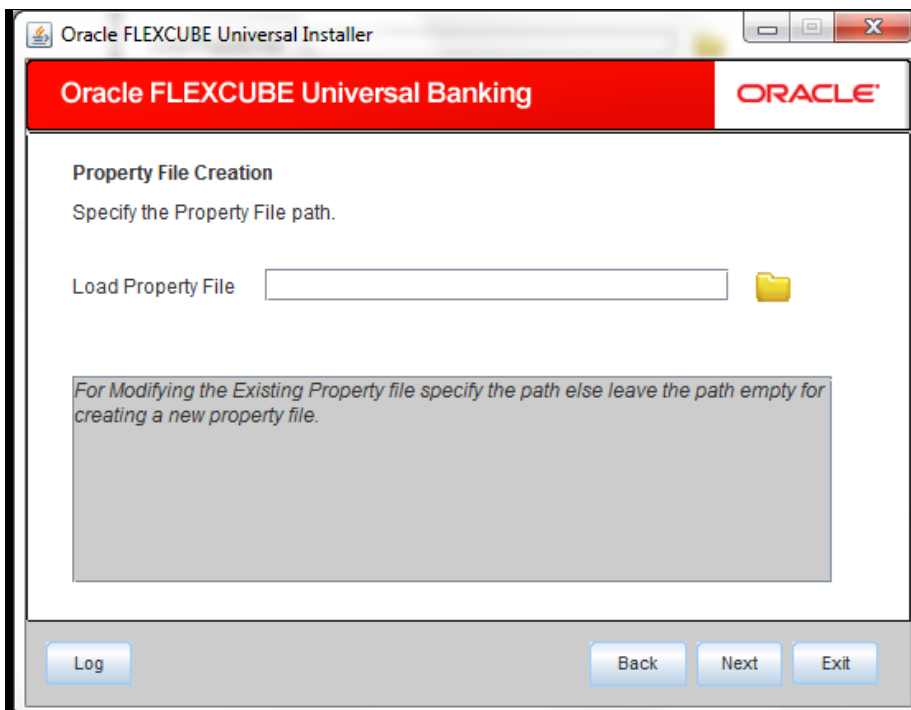 Oracle FLEXCUBE Universal Installer
Oracle FLEXCUBE Universal Banking
ORACLE
Property File Creation
Specify the Property File path.
Load Property File
For Modifying the Existing Property file specify the path else leave the path empty for
creating a new property file.
Log
Back
Next
Exit